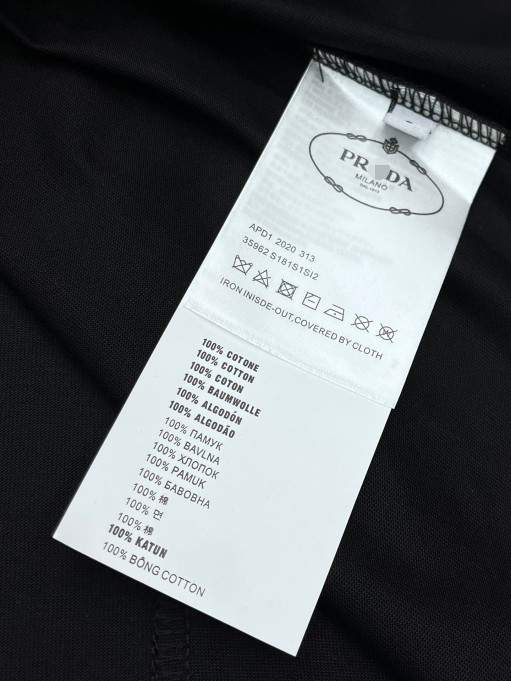 PR DA
MILANO
APD1 2020 313
35962 S181S1SI2
IRON INISDE-OUT,COVERED BY CLOTH
100% COTONE
100% COTTON
100% COTON
100% BAUMWOLLE
100% ALGODÓN
100% ALGODÃO
100% ПАМУК
100% BAVLNA
100% ХЛОПОК
100% PAMUK
100% БАВОВНА
100% 棉
100% 면
100% 棉
100% KATUN
100% BÔNG COTTON